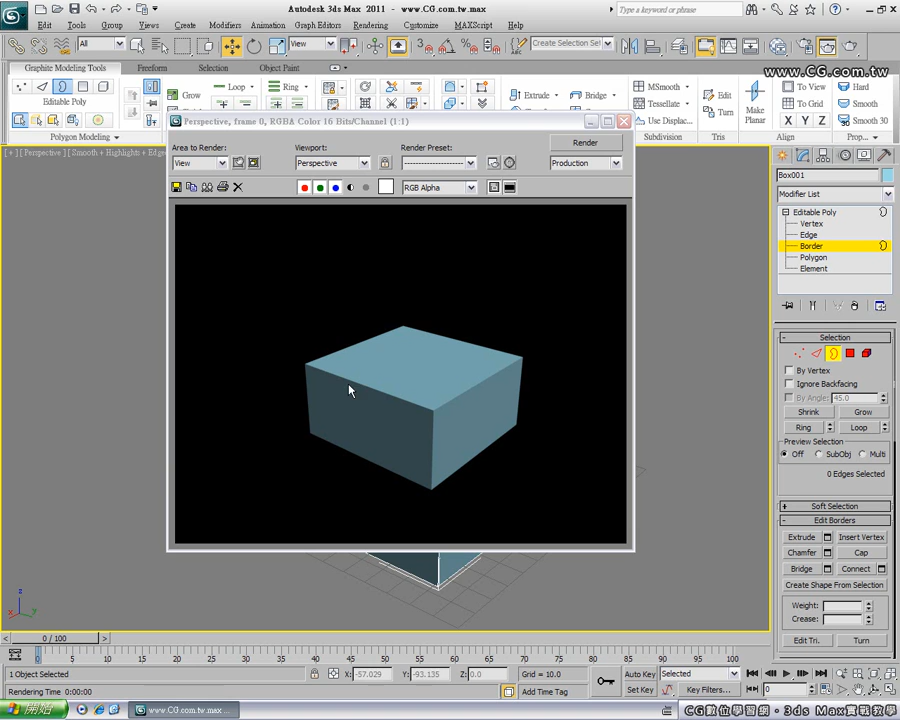 Autodesk 3ds Max 2011 - www.CG.com.tw.max
Type a keyword or phrase
Edit Tools Group Views Create Modifiers Animation Graph Editors Rendering Customize MAXScript Help
All View Create Selection Set
www.CG.com.tw
Graphite Modeling Tools Freeform Selection Object Paint
Editable Poly
Polygon Modeling
Grow
Loop
Ring
Extrude
Bridge
MSmooth
Tessellate
Use Displac...
Subdivision
Edit
Turn
Tris
Make
Planar
To View
To Grid
X Y Z
Align
Hard
Smooth
Smooth 30
Properties
[ + ] [ Perspective ] [ Smooth + Highlights + Edge
Perspective, frame 0, RGBA Color 16 Bits/Channel (1:1)
Area to Render: Viewport: Render Preset: Render
View Perspective Production
RGB Alpha
Box001
Modifier List
Editable Poly
Vertex
Edge
Border
Polygon
Element
Selection
By Vertex
Ignore Backfacing
By Angle: 45.0
Shrink Grow
Ring Loop
Preview Selection
Off SubObj Multi
0 Edges Selected
Soft Selection
Edit Borders
Extrude Insert Vertex
Chamfer Cap
Bridge Connect
Create Shape From Selection
Weight:
Crease:
Edit Tri. Turn
z
x y
0 / 100
0 5 10 15 20 25 30 35 40 45 50 55 60 65 70 75 80 85 90 95 100
1 Object Selected X: -57.029 Y: -93.135 Z: 0.0 Grid = 10.0 Auto Key Selected
Rendering Time 0:00:00 Add Time Tag Set Key Key Filters... 0
開始 www.CG.com.tw.max ... CG數位學習網・3ds Max實戰教學